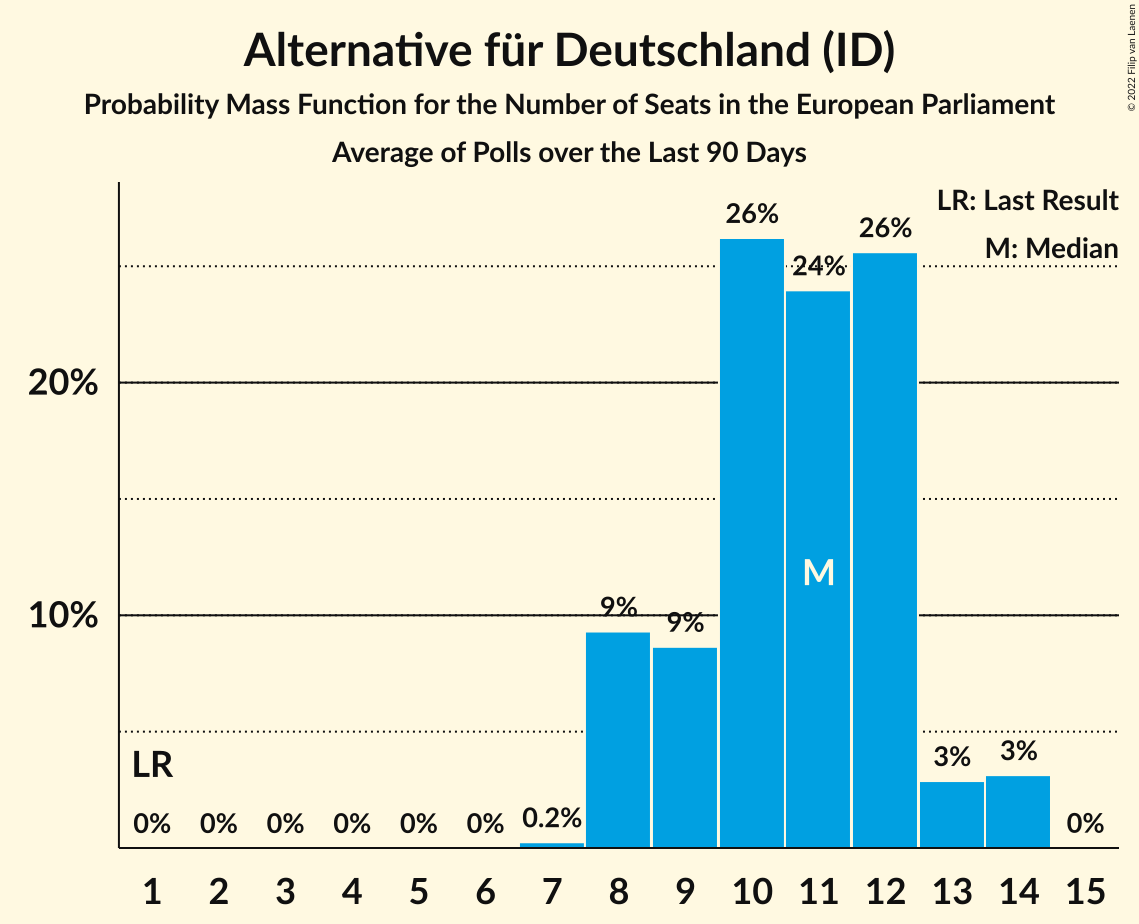 Alternative für Deutschland (ID)
Probability Mass Function for the Number of Seats in the European Parliament
Average of Polls over the Last 90 Days
© 2022 Filip van Laenen
LR: Last Result
M: Median
26%
24%
26%
20%
M
10%
9%
9%
LR
3%
3%
0%
0%
0%
0%
0%
0%
0.2%
0%
1 2 3 4 5 6 7 8 9 10 11 12 13 14 15